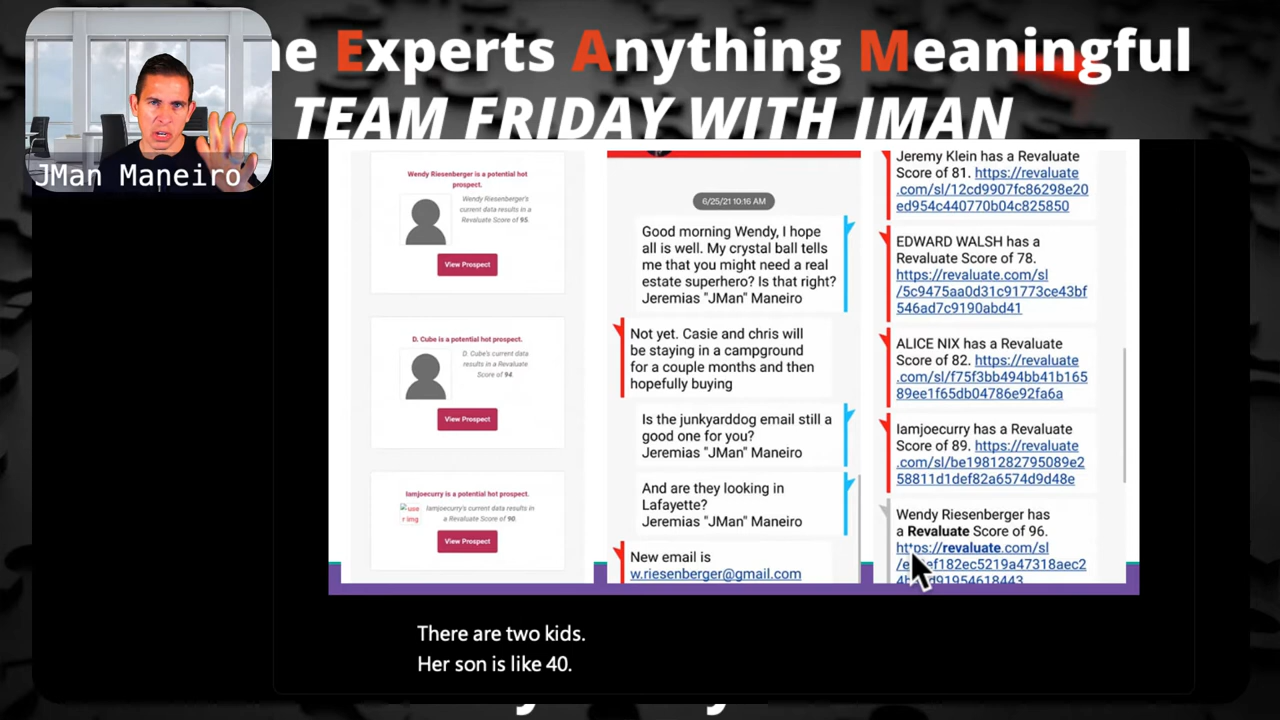 ne Experts Anything Meaningful
TEAM FRIDAY WITH JMAN
JMan Maneiro
Wendy Riesenberger is a potential hot
prospect.
Wendy Riesenberger's
current data results in a
Revaluate Score of 95.
View Prospect
D. Cube is a potential hot prospect.
D. Cube's current data
results in a Revaluate
Score of 94.
View Prospect
Iamjoecurry is a potential hot prospect.
use
r img
Iamjoecurry's current data results in
a Revaluate Score of 90.
View Prospect
6/25/21 10:16 AM
Good morning Wendy, I hope
all is well. My crystal ball tells
me that you might need a real
estate superhero? Is that right?
Jeremias "JMan" Maneiro
Not yet. Casie and chris will
be staying in a campground
for a couple months and then
hopefully buying
Is the junkyarddog email still a
good one for you?
Jeremias "JMan" Maneiro
And are they looking in
Lafayette?
Jeremias "JMan" Maneiro
New email is
w.riesenberger@gmail.com
Jeremy Klein has a Revaluate
Score of 81. https://revaluate
.com/sl/12cd9907fc86298e20
ed954c440770b04c825850
EDWARD WALSH has a
Revaluate Score of 78.
https://revaluate.com/sl
/5c9475aa0d31c91773ce43bf
546ad7c9190abd41
ALICE NIX has a Revaluate
Score of 82. https://revaluate
.com/sl/f75f3bb494bb41b165
89ee1f65db04786e92fa6a
Iamjoecurry has a Revaluate
Score of 89. https://revaluate
.com/sl/be1981282795089e2
58811d1def82a6574d9d48e
Wendy Riesenberger has
a Revaluate Score of 96.
https://revaluate.com/sl
There are two kids.
Her son is like 40.